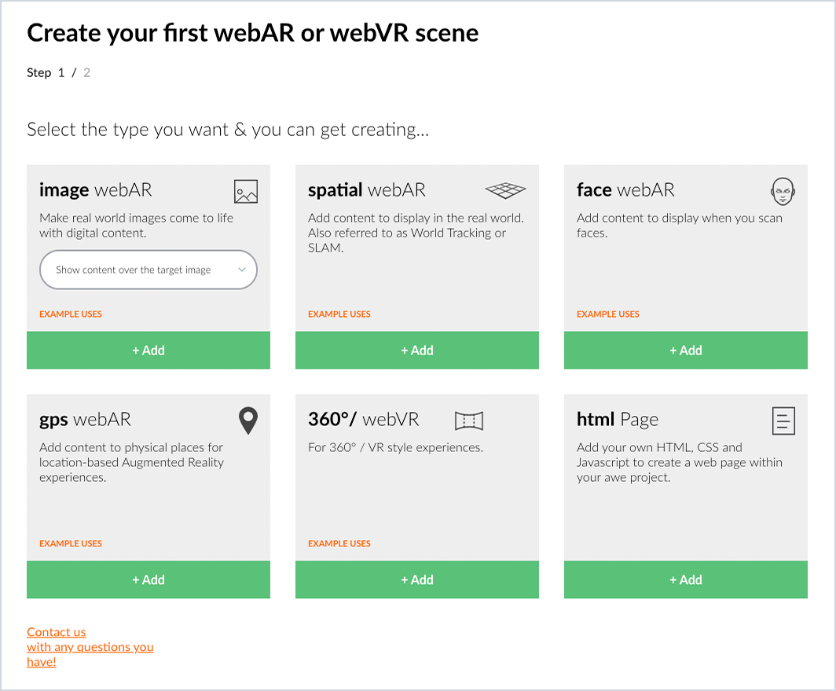 Create your first webAR or webVR scene
Step 1 / 2
Select the type you want & you can get creating...
image webAR
Make real world images come to life
with digital content.
Show content over the target image
EXAMPLE USES
+ Add
spatial webAR
Add content to display in the real world.
Also referred to as World Tracking or
SLAM.
EXAMPLE USES
+ Add
face webAR
Add content to display when you scan
faces.
EXAMPLE USES
+ Add
gps webAR
Add content to physical places for
location-based Augmented Reality
experiences.
EXAMPLE USES
+ Add
360°/ webVR
For 360° / VR style experiences.
EXAMPLE USES
+ Add
html Page
Add your own HTML, CSS and
Javascript to create a web page within
your awe project.
+ Add
Contact us
with any questions you
have!